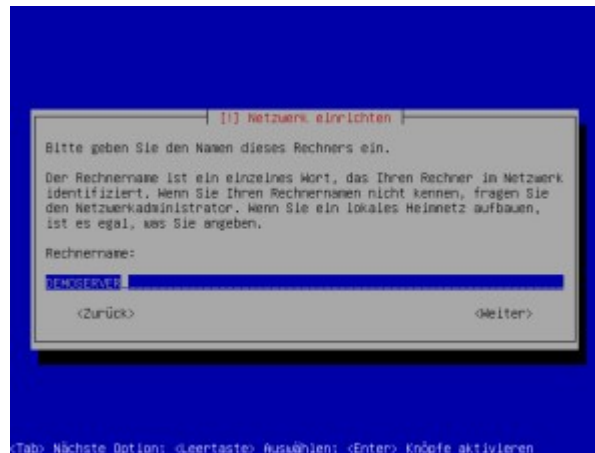 [!] Netzwerk einrichten
Bitte geben Sie den Namen dieses Rechners ein.
Der Rechnername ist ein einzelnes Wort, das Ihren Rechner im Netzwerk
identifiziert. Wenn Sie Ihren Rechnernamen nicht kennen, fragen Sie
den Netzwerkadministrator. Wenn Sie ein lokales Heimnetz aufbauen,
ist es egal, was Sie angeben.
Rechnername:
DEMOSERVER
<Zurück> <Weiter>
<Tab> Nächste Option; <Leertaste> Auswählen; <Enter> Knöpfe aktivieren